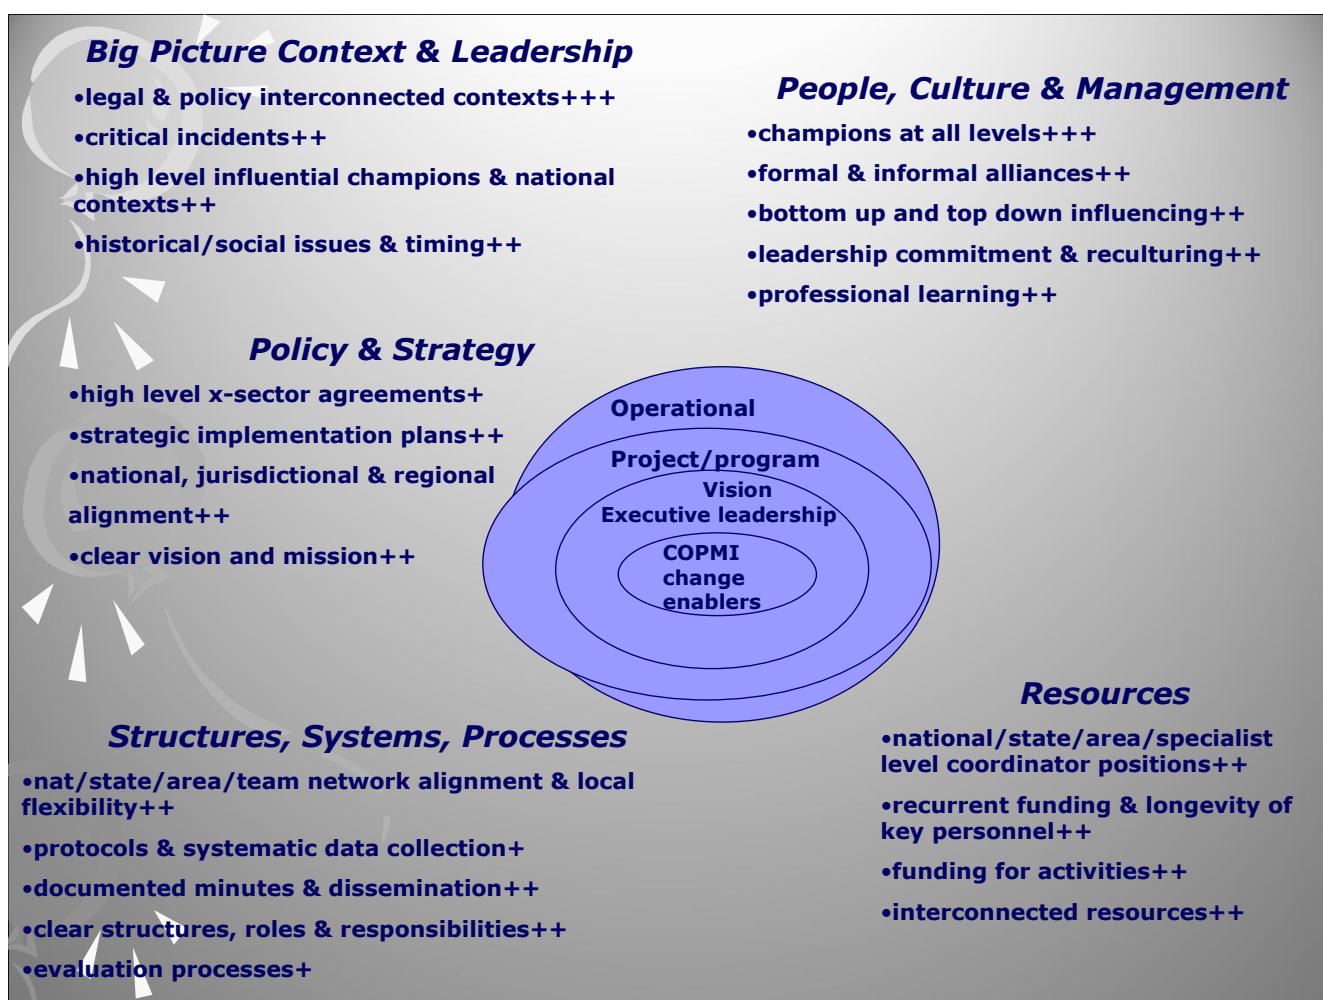 Big Picture Context & Leadership
•legal & policy interconnected contexts+++
•critical incidents++
•high level influential champions & national
contexts++
•historical/social issues & timing++
People, Culture & Management
•champions at all levels+++
•formal & informal alliances++
•bottom up and top down influencing++
•leadership commitment & reculturing++
•professional learning++
Policy & Strategy
•high level x-sector agreements+
•strategic implementation plans++
•national, jurisdictional & regional
alignment++
•clear vision and mission++
Operational
Project/program
Vision
Executive leadership
COPMI
change
enablers
Structures, Systems, Processes
•nat/state/area/team network alignment & local
flexibility++
•protocols & systematic data collection+
•documented minutes & dissemination++
•clear structures, roles & responsibilities++
•evaluation processes+
Resources
•national/state/area/specialist
level coordinator positions++
•recurrent funding & longevity of
key personnel++
•funding for activities++
•interconnected resources++